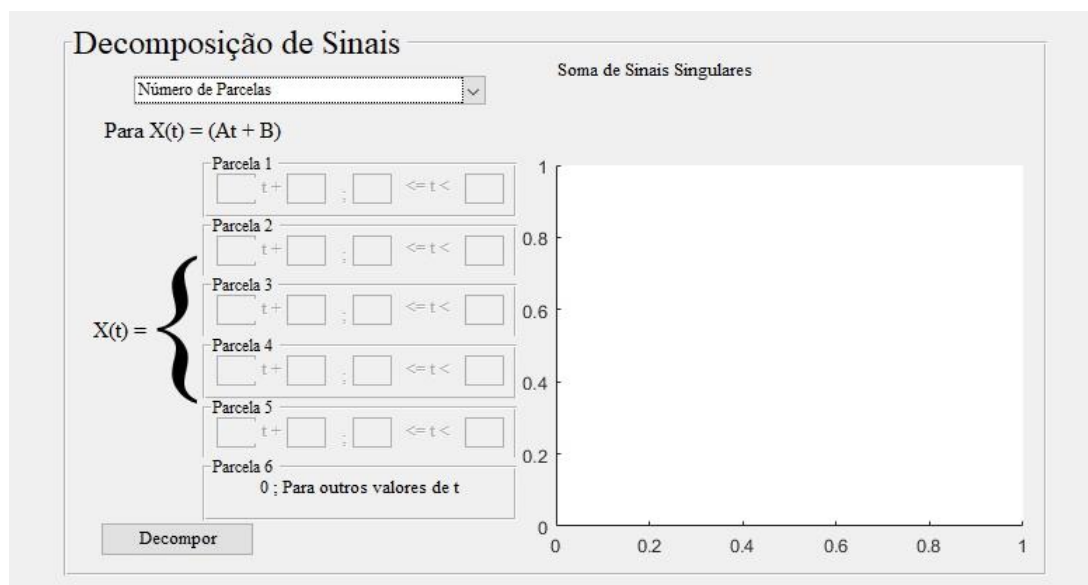 Decomposição de Sinais
Número de Parcelas
Soma de Sinais Singulares
Para X(t) = (At + B)
Parcela 1
t + ; <= t <
Parcela 2
t + ; <= t <
Parcela 3
t + ; <= t <
X(t) = {
Parcela 4
t + ; <= t <
Parcela 5
t + ; <= t <
Parcela 6
0 ; Para outros valores de t
Decompor
1
0.8
0.6
0.4
0.2
0
0 0.2 0.4 0.6 0.8 1